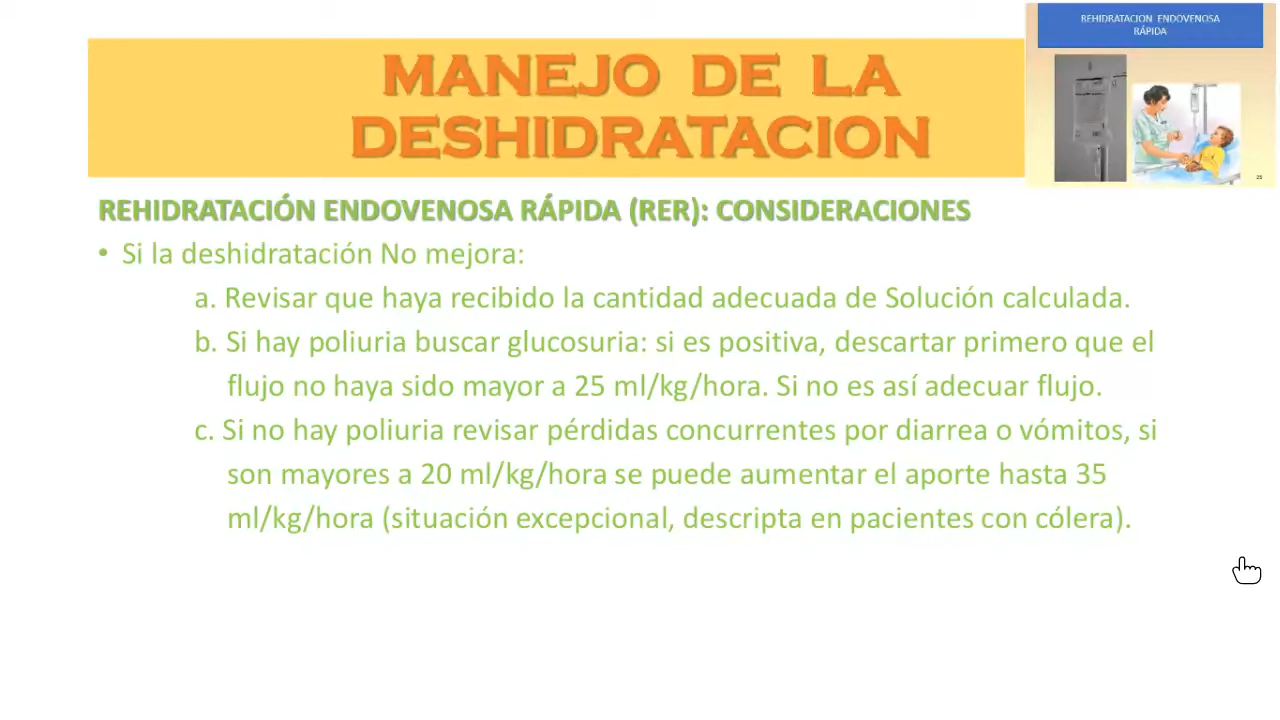 REHIDRATACION ENDOVENOSA
RÁPIDA
MANEJO DE LA
DESHIDRATACION
25
REHIDRATACIÓN ENDOVENOSA RÁPIDA (RER): CONSIDERACIONES
• Si la deshidratación No mejora:
a. Revisar que haya recibido la cantidad adecuada de Solución calculada.
b. Si hay poliuria buscar glucosuria: si es positiva, descartar primero que el
flujo no haya sido mayor a 25 ml/kg/hora. Si no es así adecuar flujo.
c. Si no hay poliuria revisar pérdidas concurrentes por diarrea o vómitos, si
son mayores a 20 ml/kg/hora se puede aumentar el aporte hasta 35
ml/kg/hora (situación excepcional, descripta en pacientes con cólera).